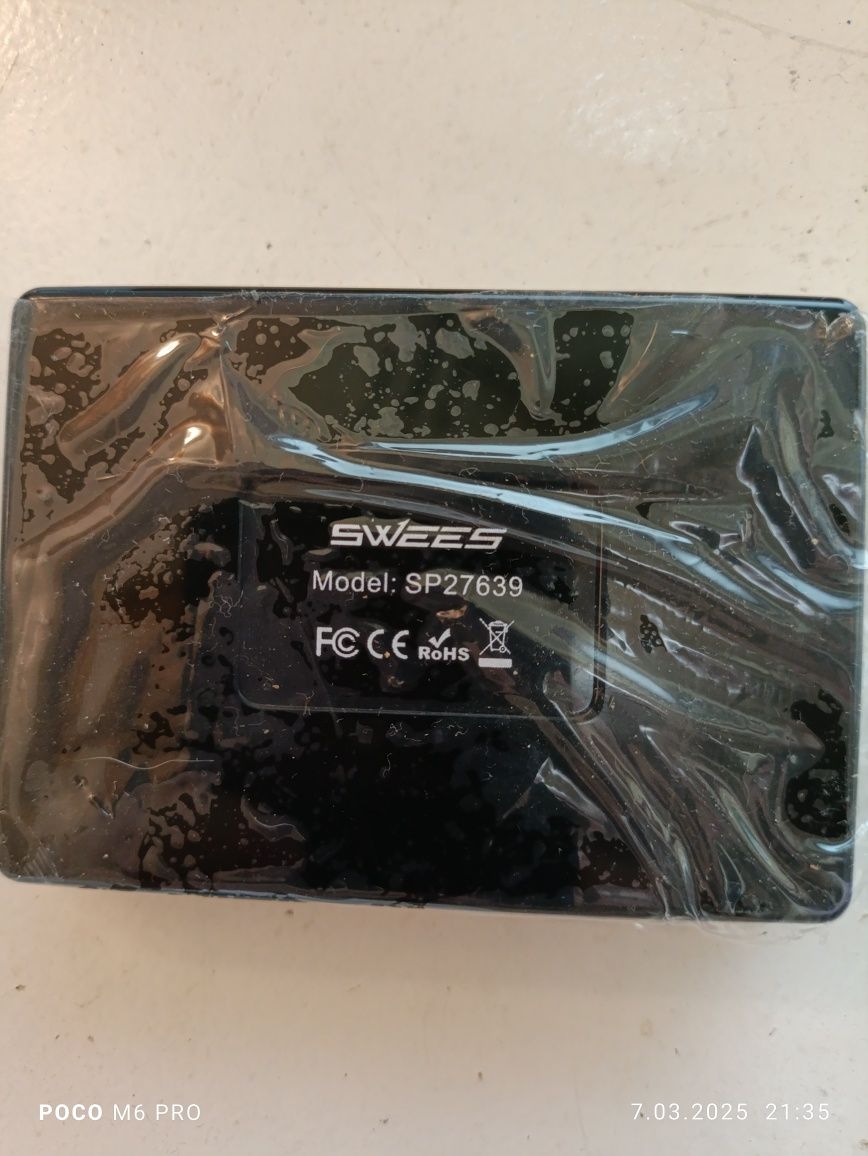 SWEES
Model: SP27639
FC CE RoHS
POCO M6 PRO
7.03.2025 21:35